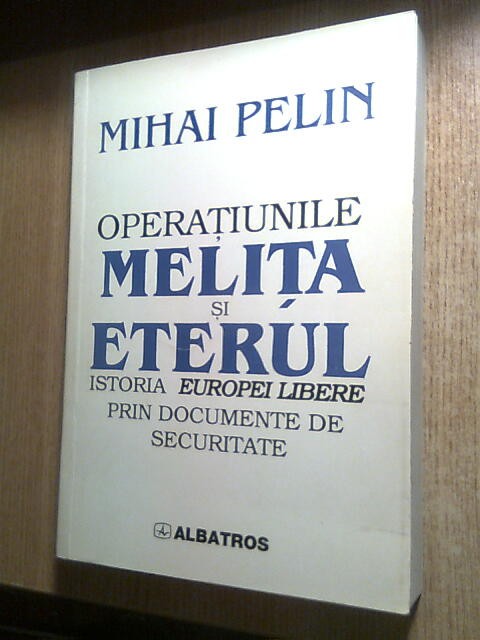 MIHAI PELIN
OPERAȚIUNILE
MELIȚA
ȘI
ETERUL
ISTORIA EUROPEI LIBERE
PRIN DOCUMENTE DE
SECURITATE
ALBATROS